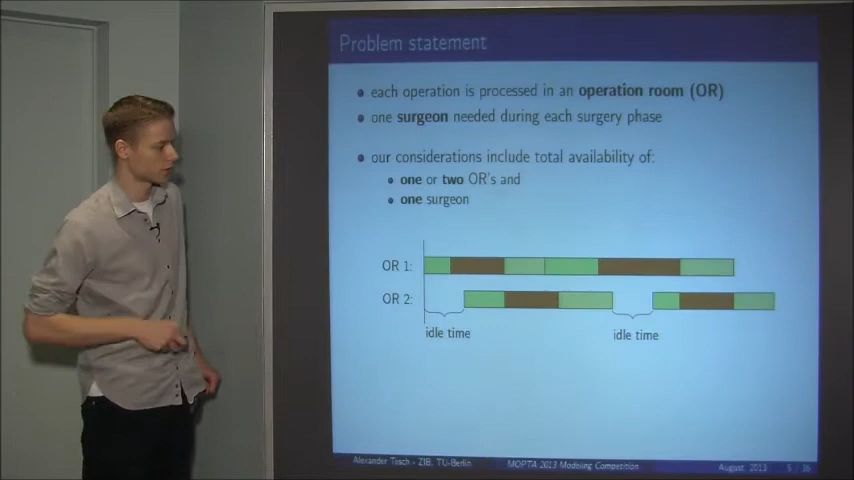 Problem statement
each operation is processed in an operation room (OR)
one surgeon needed during each surgery phase
our considerations include total availability of:
one or two OR's and
one surgeon
OR 1:
OR 2:
idle time
idle time
Alexander Tesch - ZIB, TU-Berlin MOPTA 2013 Modeling Competition August 2013 5 / 36